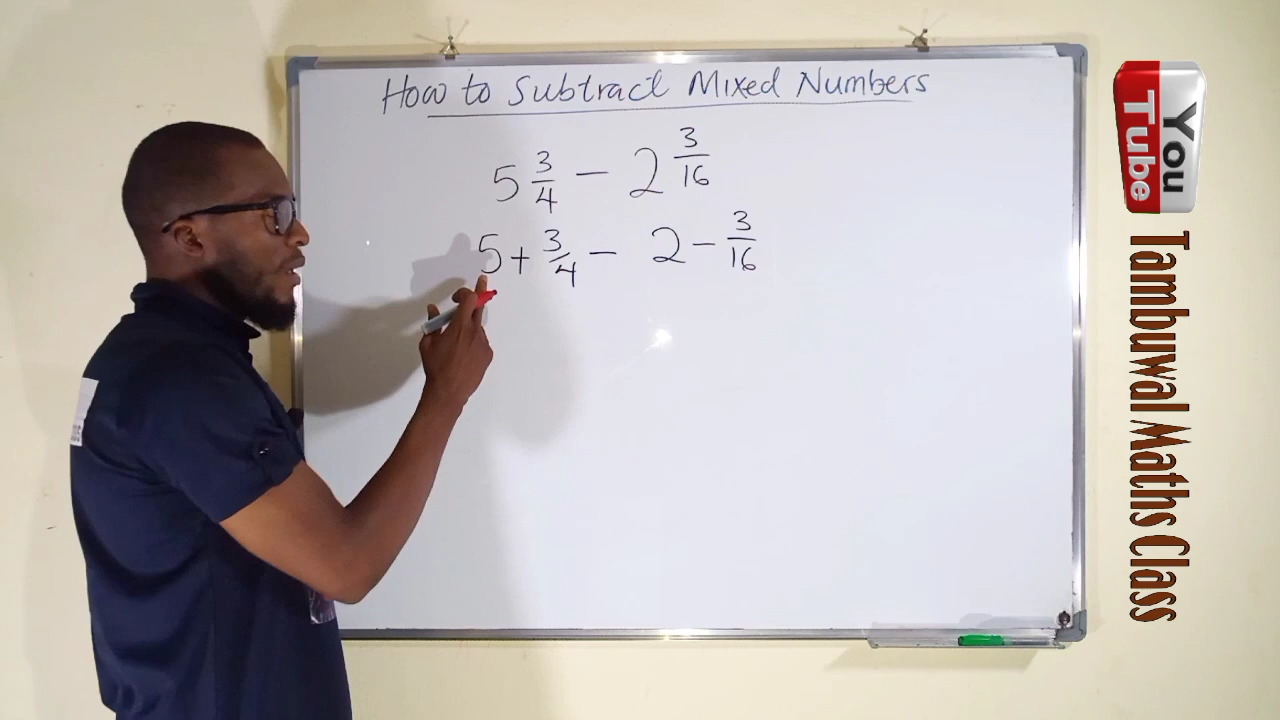 How to Subtract Mixed Numbers
5 3/4 – 2 3/16
5 + 3/4 – 2 – 3/16
You
Tube
Tambuwal Maths Class